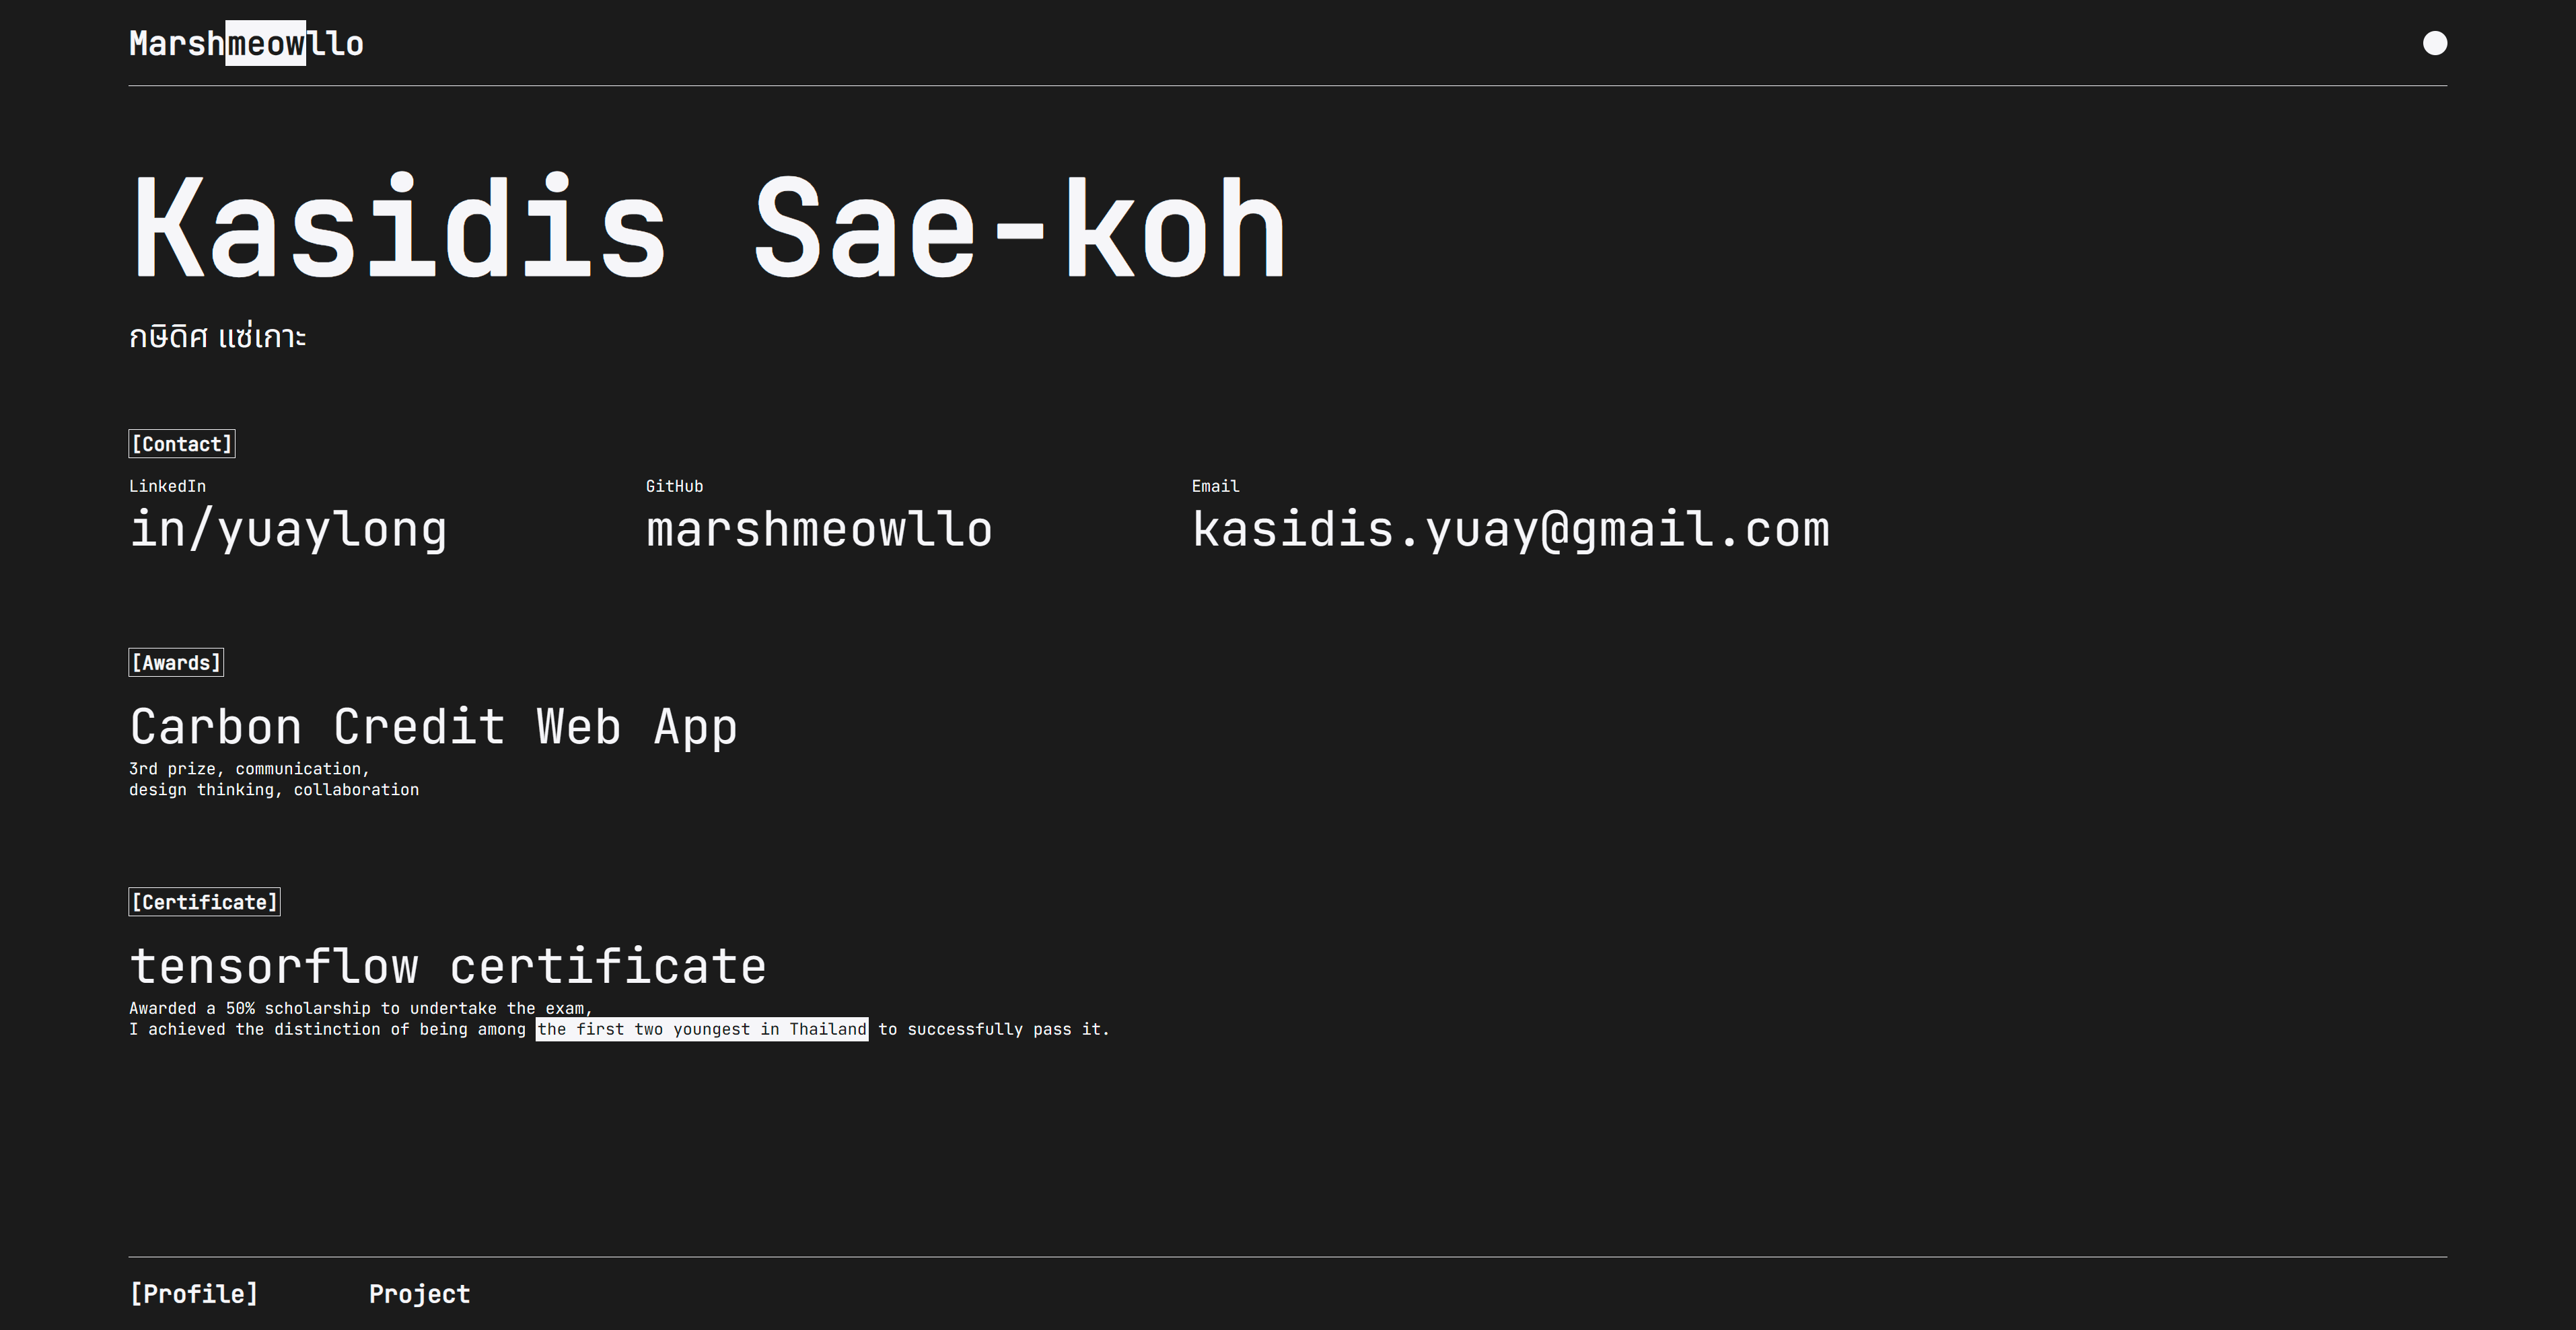 Marshmeowllo
Kasidis Sae-koh
กษิดิศ แซ่เกาะ
[Contact]
LinkedIn
in/yuaylong
GitHub
marshmeowllo
Email
kasidis.yuay@gmail.com
[Awards]
Carbon Credit Web App
3rd prize, communication,
design thinking, collaboration
[Certificate]
tensorflow certificate
Awarded a 50% scholarship to undertake the exam,
I achieved the distinction of being among the first two youngest in Thailand to successfully pass it.
[Profile] Project